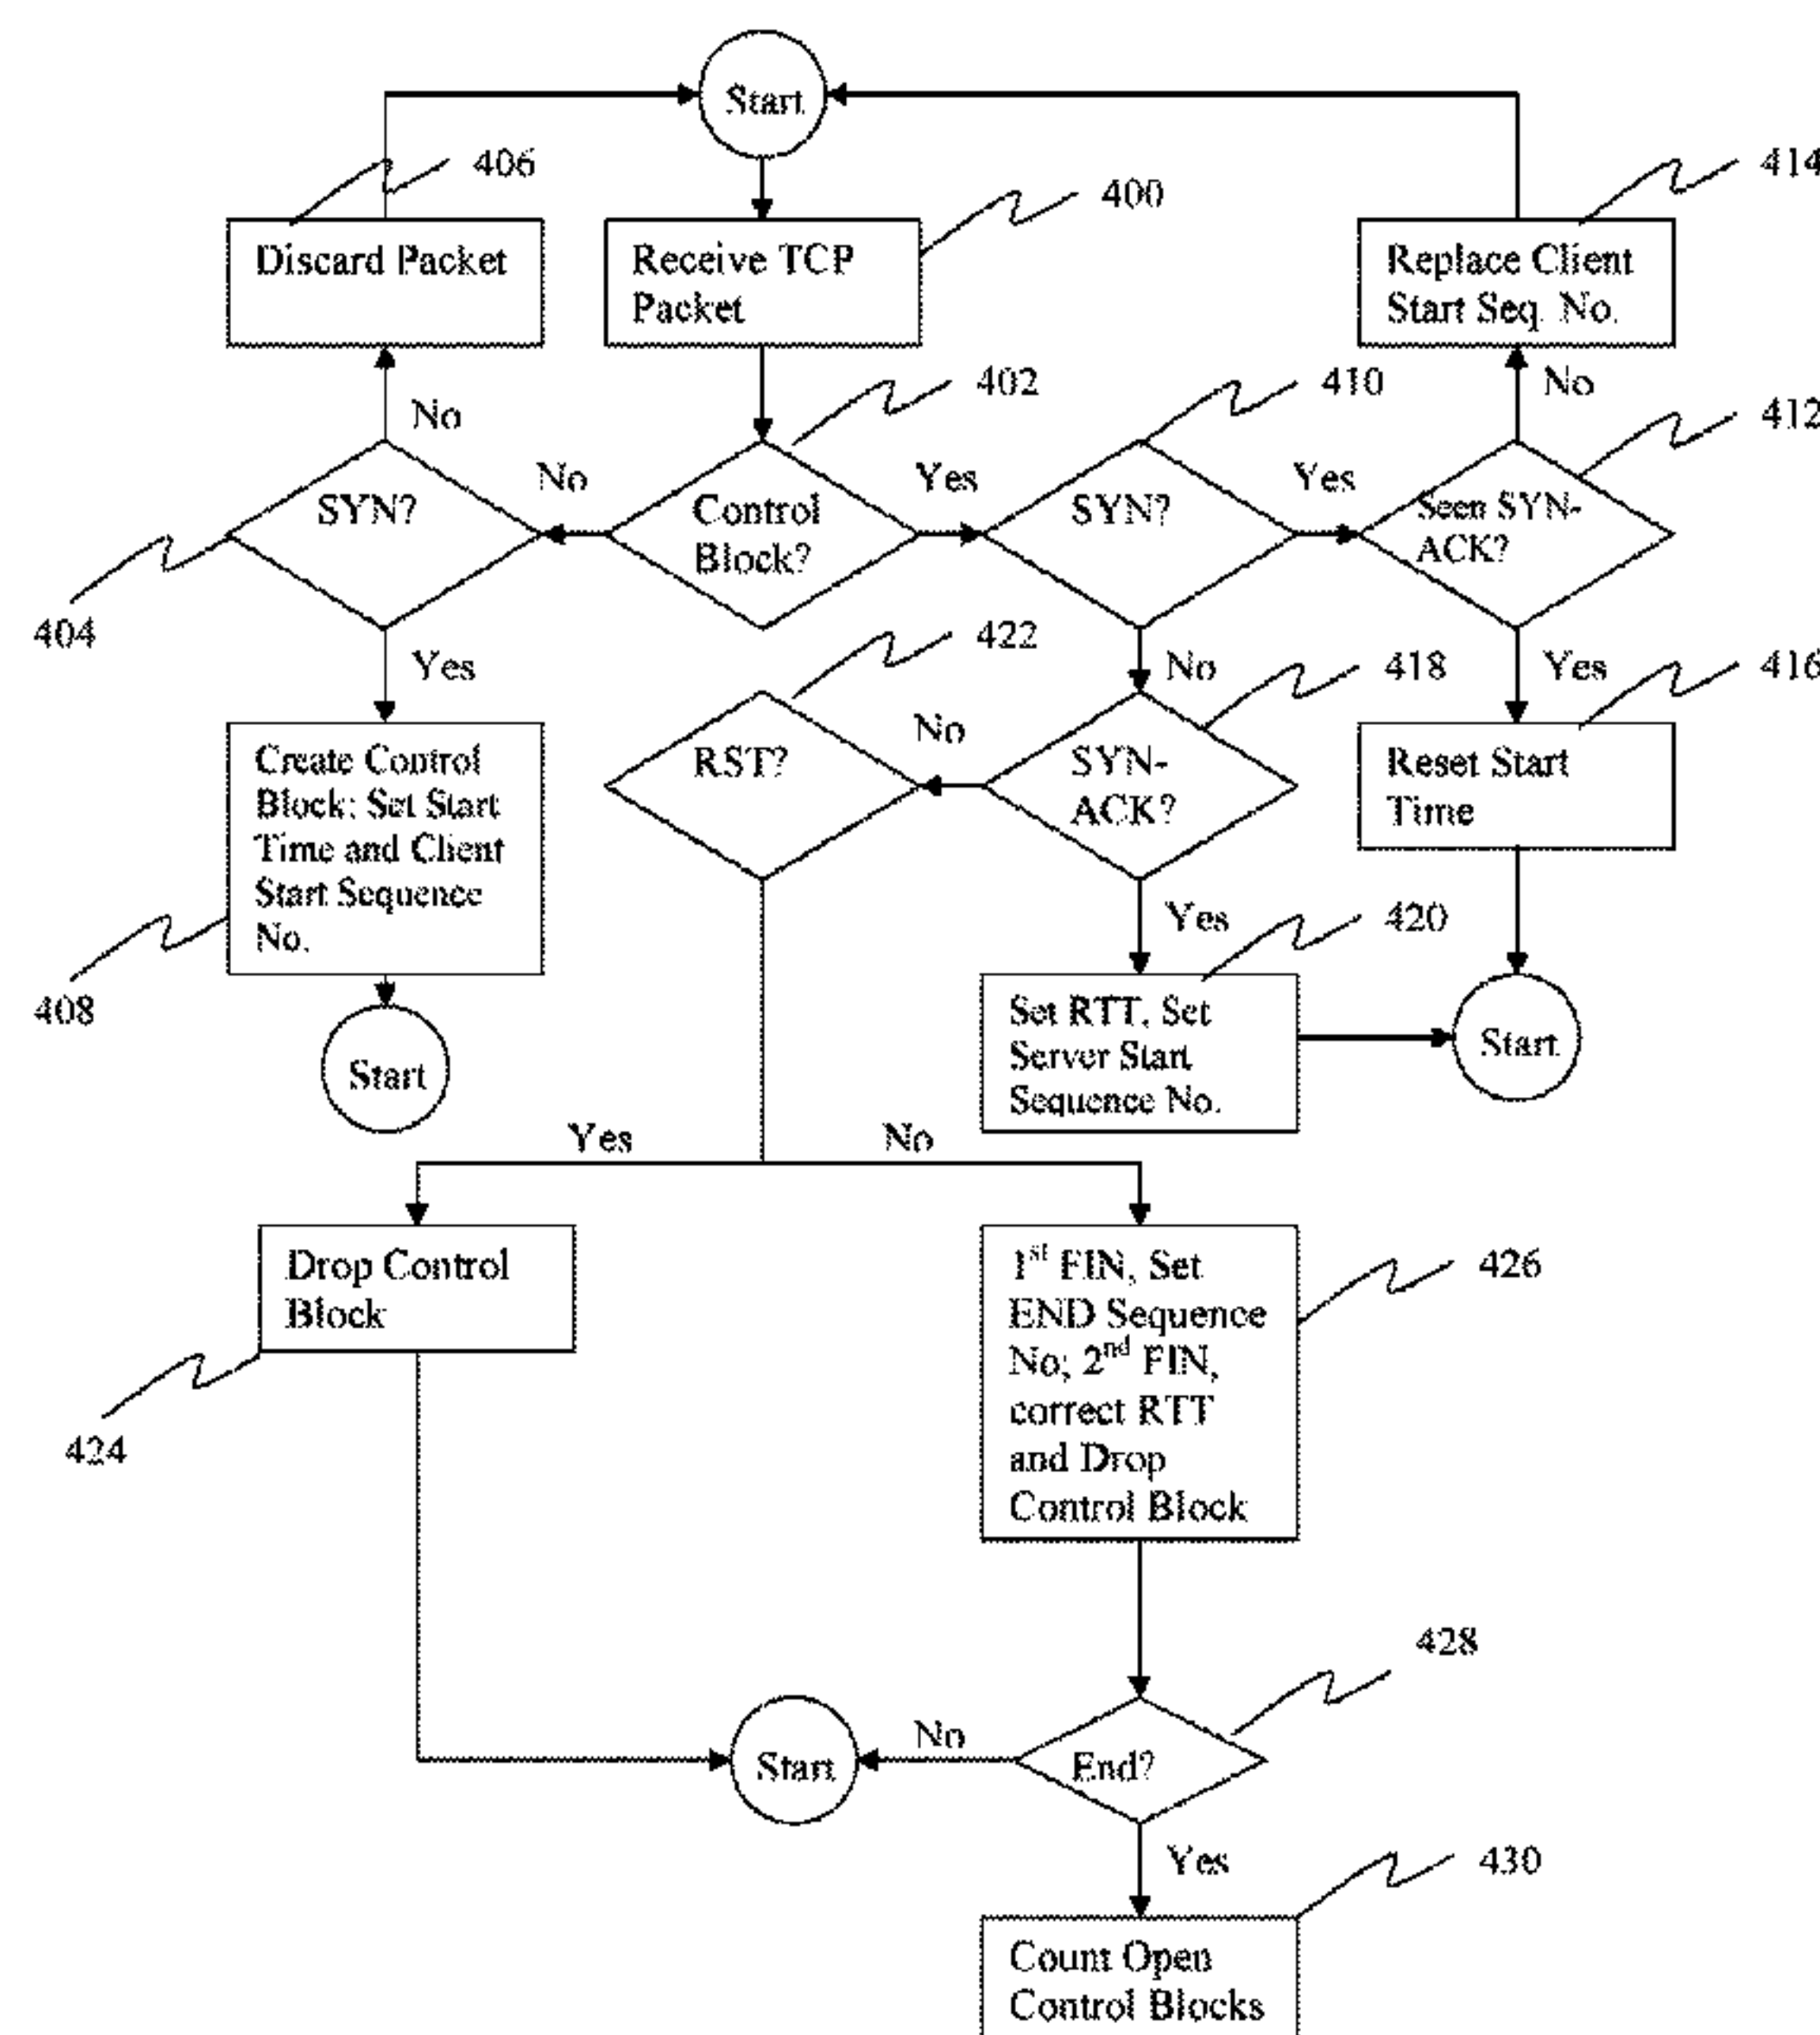 Start
406
400
414
Discard Packet
Receive TCP
Packet
Replace Client
Start Seq. No.
402
410
412
No
No
SYN?
No
Control
Block?
Yes
SYN?
Yes
Seen SYN-
ACK?
404
422
418
416
Yes
No
Yes
Create Control
Block; Set Start
Time and Client
Start Sequence
No.
RST?
No
SYN-
ACK?
Reset Start
Time
408
Yes
420
Start
Set RTT, Set
Server Start
Sequence No.
Start
Yes
No
Drop Control
Block
1st FIN, Set
END Sequence
No; 2nd FIN,
correct RTT
and Drop
Control Block
426
424
428
Start
No
End?
Yes
430
Count Open
Control Blocks